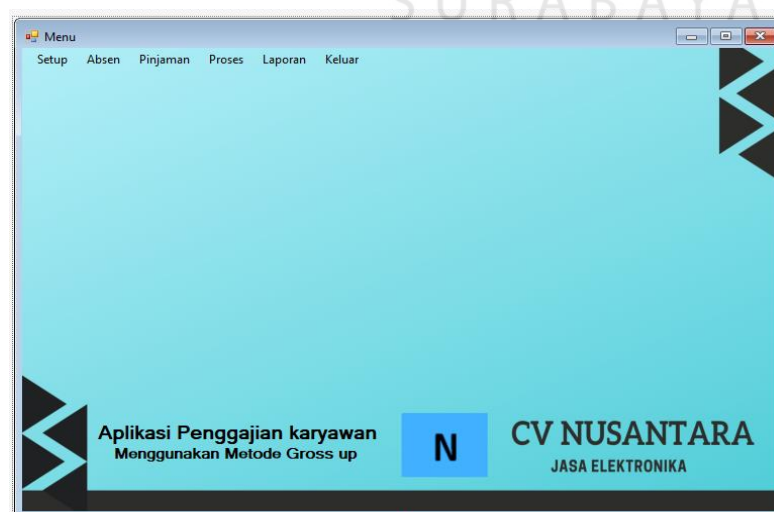 SURABAYA
Menu
Setup Absen Pinjaman Proses Laporan Keluar
Aplikasi Penggajian karyawan
Menggunakan Metode Gross up
N
CV NUSANTARA
JASA ELEKTRONIKA